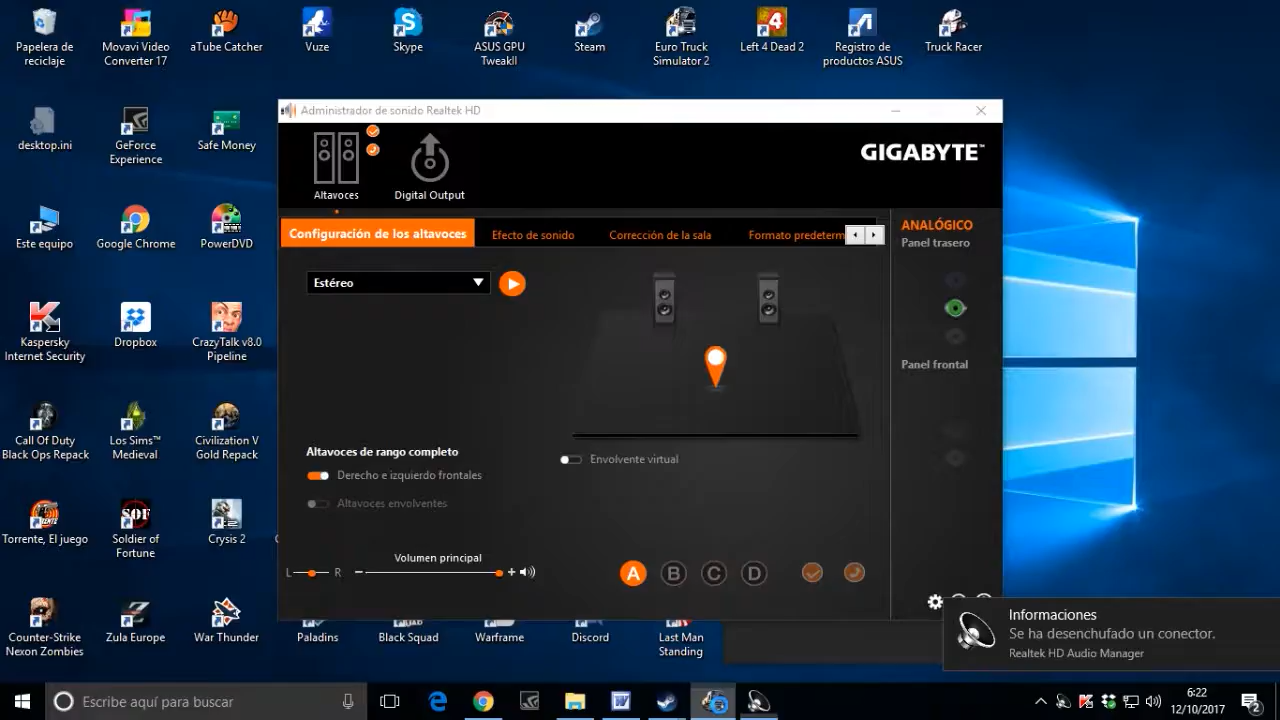 Papelera de
reciclaje
Movavi Video
Converter 17
aTube Catcher
Vuze
Skype
ASUS GPU
TweakII
Steam
Euro Truck
Simulator 2
Left 4 Dead 2
Registro de
productos ASUS
Truck Racer
desktop.ini
GeForce
Experience
Safe Money
Este equipo
Google Chrome
PowerDVD
Kaspersky
Internet Security
Dropbox
CrazyTalk v8.0
Pipeline
Call Of Duty
Black Ops Repack
Los Sims™
Medieval
Civilization V
Gold Repack
Torrente, El juego
SOF
Soldier of
Fortune
Crysis 2
Counter-Strike
Nexon Zombies
Zula Europe
War Thunder
Paladins
Black Squad
Warframe
Discord
Last Man
Standing
Administrador de sonido Realtek HD
Altavoces
Digital Output
GIGABYTE™
Configuración de los altavoces
Efecto de sonido
Corrección de la sala
Formato predeterm
ANALÓGICO
Panel trasero
Estéreo
Panel frontal
Altavoces de rango completo
Derecho e izquierdo frontales
Altavoces envolventes
Envolvente virtual
Volumen principal
L
R
A
B
C
D
Informaciones
Se ha desenchufado un conector.
Realtek HD Audio Manager
Escribe aquí para buscar
6:22
12/10/2017
2